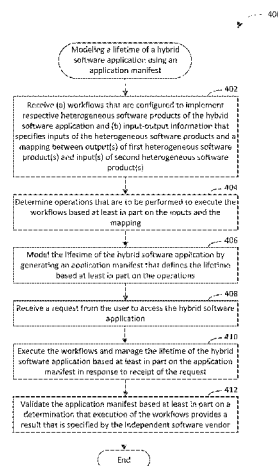 400
Modeling a lifetime of a hybrid
software application using an
application manifest
402
Receive (a) workflows that are configured to implement
respective heterogeneous software products of the hybrid
software application and (b) input-output information that
specifies inputs of the heterogeneous software products and a
mapping between output(s) of first heterogeneous software
product(s) and input(s) of second heterogeneous software
product(s)
404
Determine operations that are to be performed to execute the
workflows based at least in part on the inputs and the
mapping
406
Model the lifetime of the hybrid software application by
generating an application manifest that defines the lifetime
based at least in part on the operations
408
Receive a request from the user to access the hybrid software
application
410
Execute the workflows and manage the lifetime of the hybrid
software application based at least in part on the application
manifest in response to receipt of the request
412
Validate the application manifest based at least in part on a
determination that execution of the workflows provides a
result that is specified by the independent software vendor
End